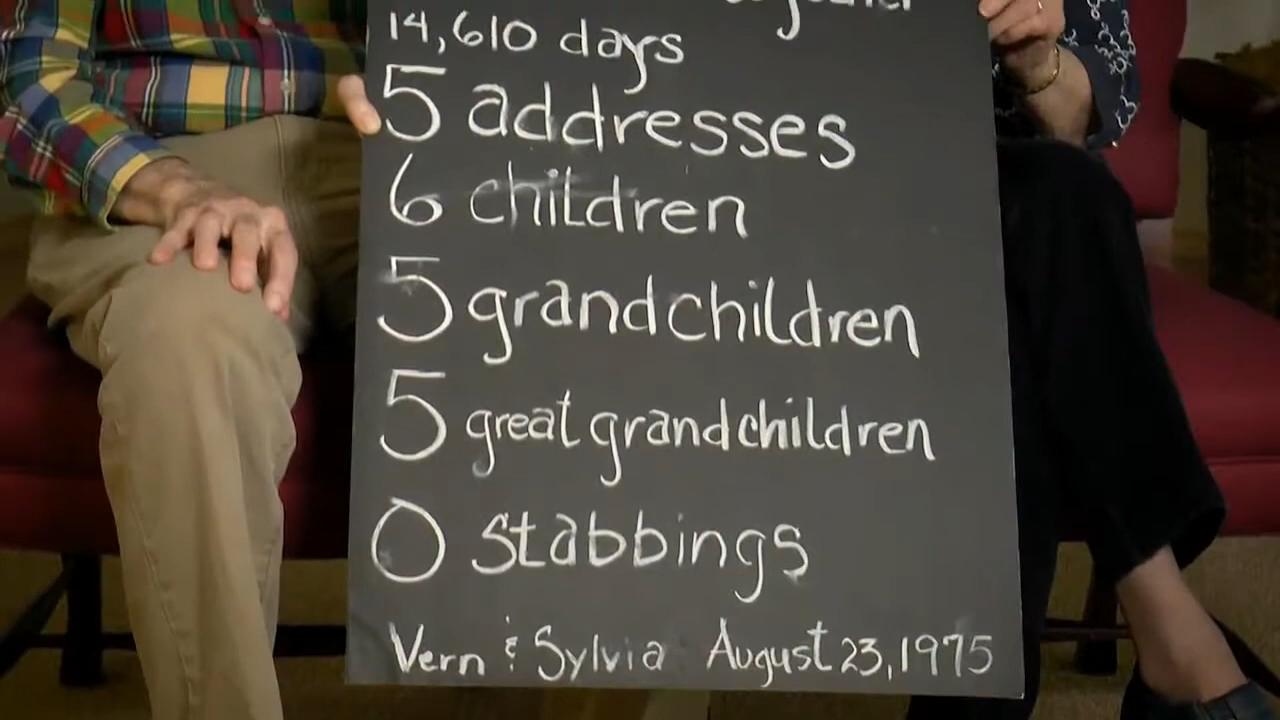 14,610 days
5 addresses
6 children
5 grandchildren
5 great grandchildren
0 stabbings
Vern & Sylvia August 23, 1975